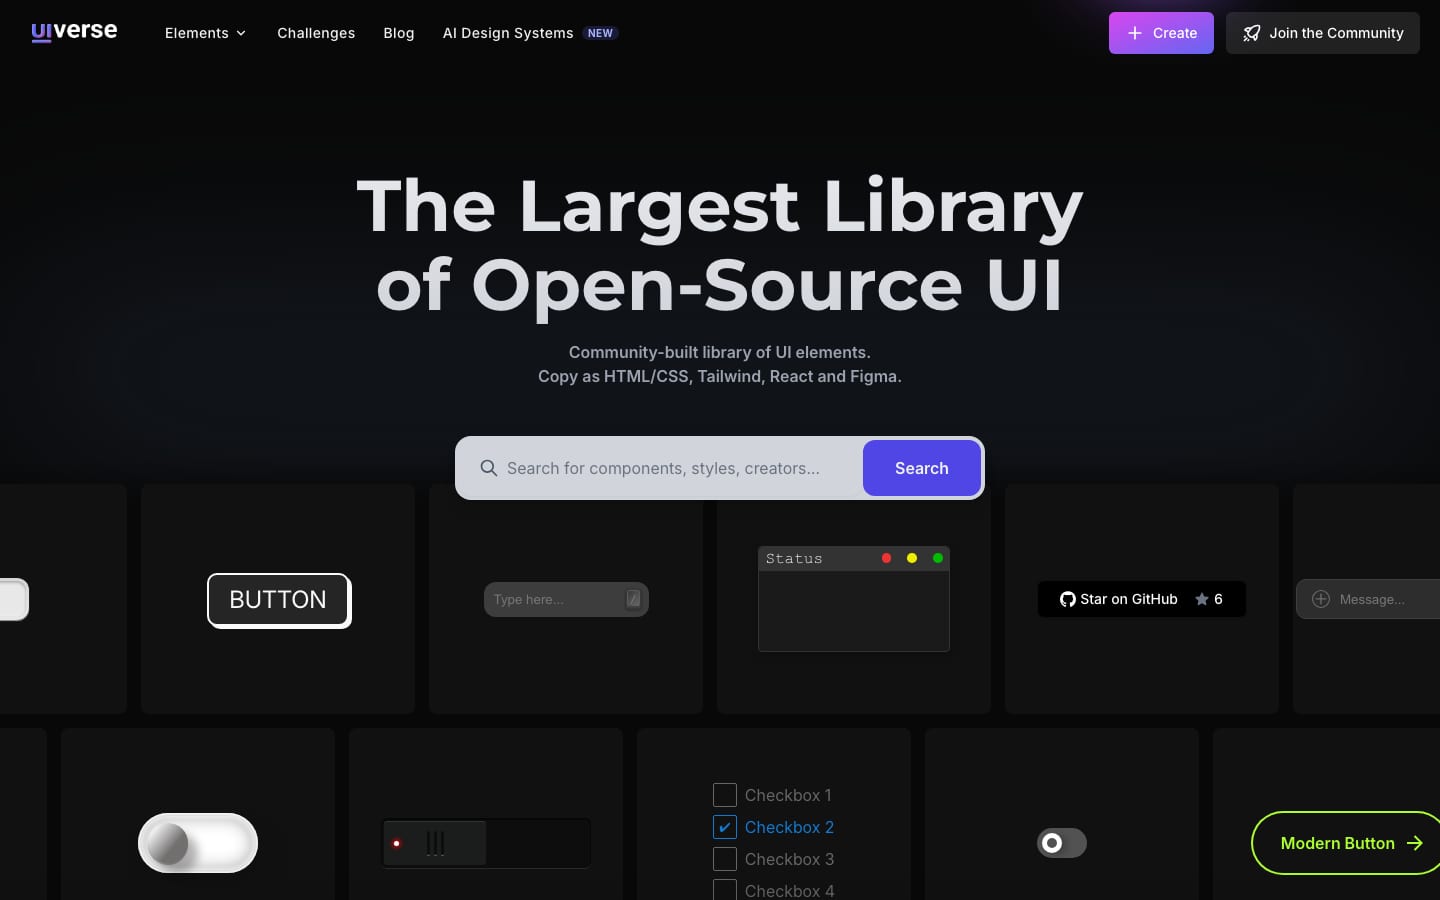 uiverse
Elements
Challenges
Blog
AI Design Systems NEW
Create
Join the Community
The Largest Library
of Open-Source UI
Community-built library of UI elements.
Copy as HTML/CSS, Tailwind, React and Figma.
Search for components, styles, creators...
Search
BUTTON
Type here...
/
Status
Star on GitHub
6
Message...
Checkbox 1
Checkbox 2
Checkbox 3
Checkbox 4
Modern Button